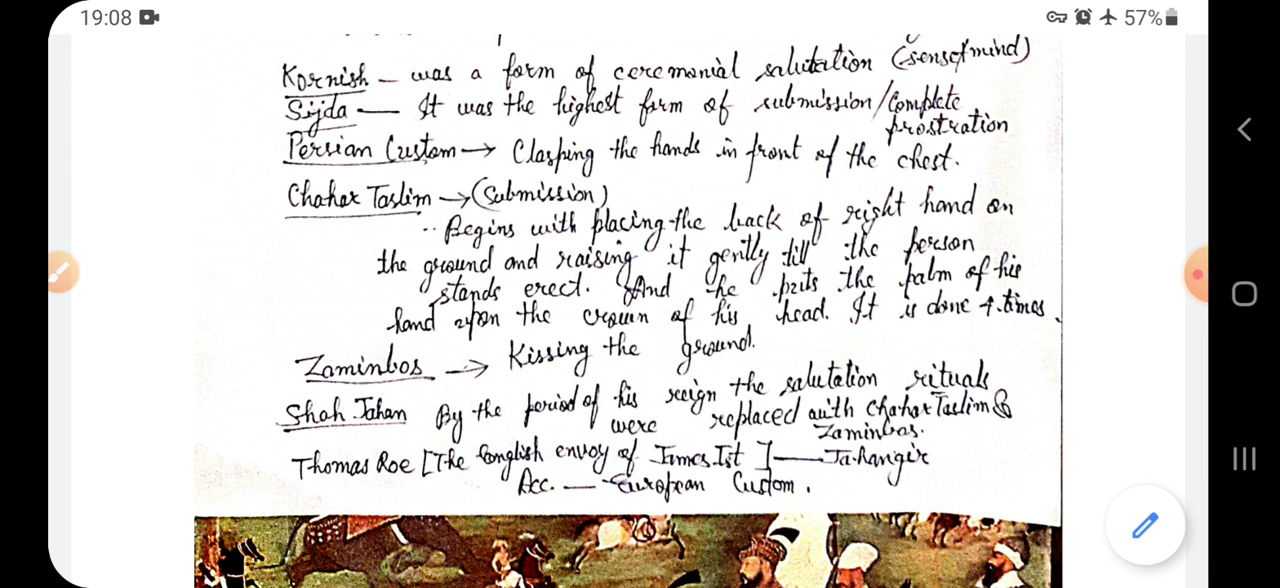 19:08
57%
Kornish — was a form of ceremonial salutation (sense of mind)
Sijda — It was the highest form of submission/Complete
prostration
Persian Custom → Clasping the hands in front of the chest.
Chahar Taslim → (Submission)
Begins with placing the back of right hand on
the ground and raising it gently till the person
stands erect. And he puts the palm of his
hand upon the crown of his head. It is done 4 times.
Zaminbos → Kissing the ground.
Shah Jahan By the period of his reign the salutation rituals
were replaced with Chahar Taslim &
Zaminbos.
Thomas Roe [The English envoy of James Ist] — Jahangir
Acc. — European Custom.